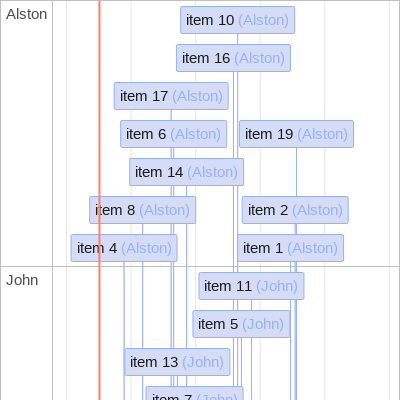 Alston
item 10 (Alston)
item 16 (Alston)
item 17 (Alston)
item 6 (Alston)
item 19 (Alston)
item 14 (Alston)
item 8 (Alston)
item 2 (Alston)
item 4 (Alston)
item 1 (Alston)
John
item 11 (John)
item 5 (John)
item 13 (John)
item 7 (John)